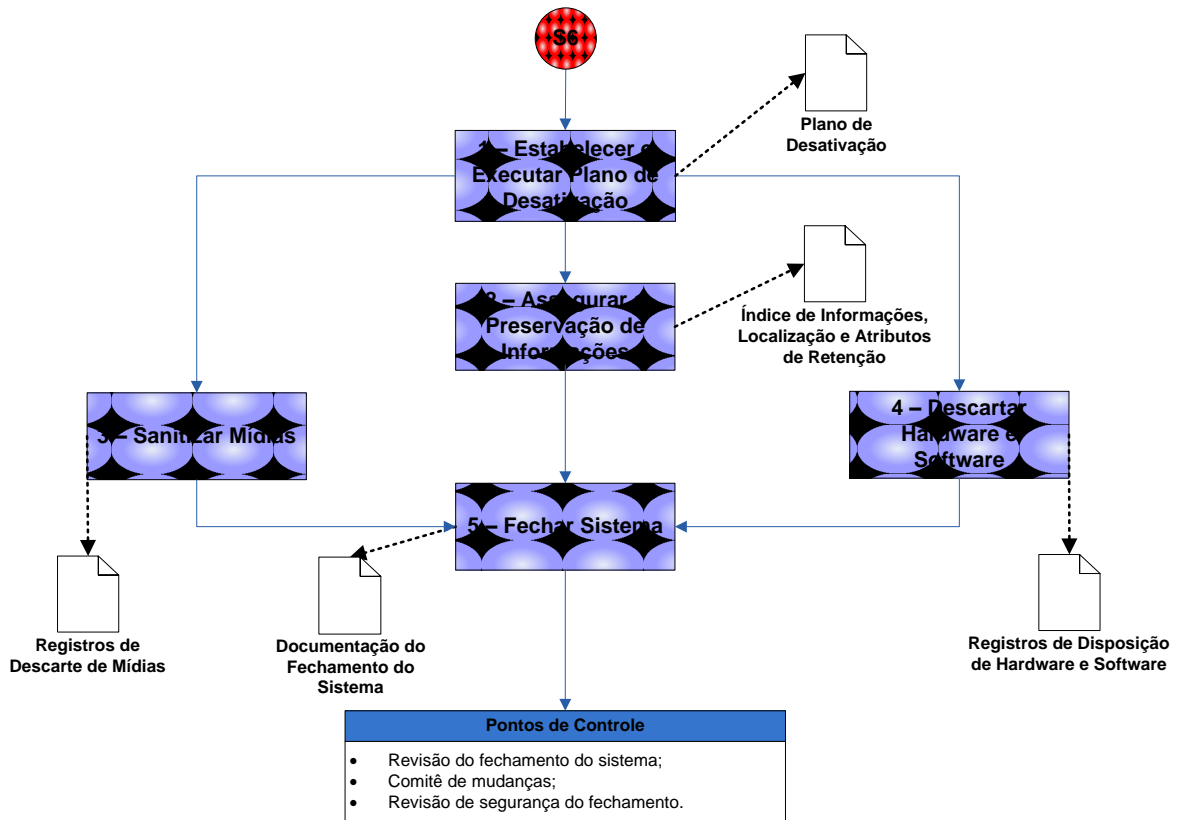 S6
Plano de
Desativação
1 – Estabelecer e
Executar Plano de
Desativação
2 – Assegurar a
Preservação de
Informações
Índice de Informações,
Localização e Atributos
de Retenção
3 – Sanitizar Mídias
4 – Descartar
Hardware e
Software
5 – Fechar Sistema
Registros de
Descarte de Mídias
Documentação do
Fechamento do
Sistema
Registros de Disposição
de Hardware e Software
Pontos de Controle
• Revisão do fechamento do sistema;
• Comitê de mudanças;
• Revisão de segurança do fechamento.